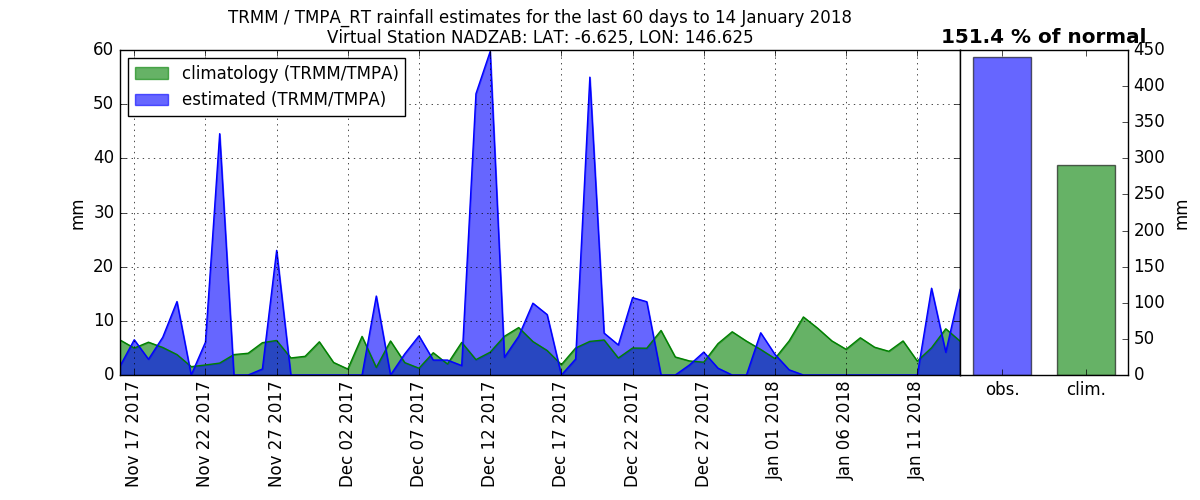 TRMM / TMPA_RT rainfall estimates for the last 60 days to 14 January 2018
Virtual Station NADZAB: LAT: -6.625, LON: 146.625
151.4 % of normal
climatology (TRMM/TMPA)
estimated (TRMM/TMPA)
mm
60
50
40
30
20
10
0
Nov 17 2017
Nov 22 2017
Nov 27 2017
Dec 02 2017
Dec 07 2017
Dec 12 2017
Dec 17 2017
Dec 22 2017
Dec 27 2017
Jan 01 2018
Jan 06 2018
Jan 11 2018
obs.
clim.
450
400
350
300
250
200
150
100
50
0
mm